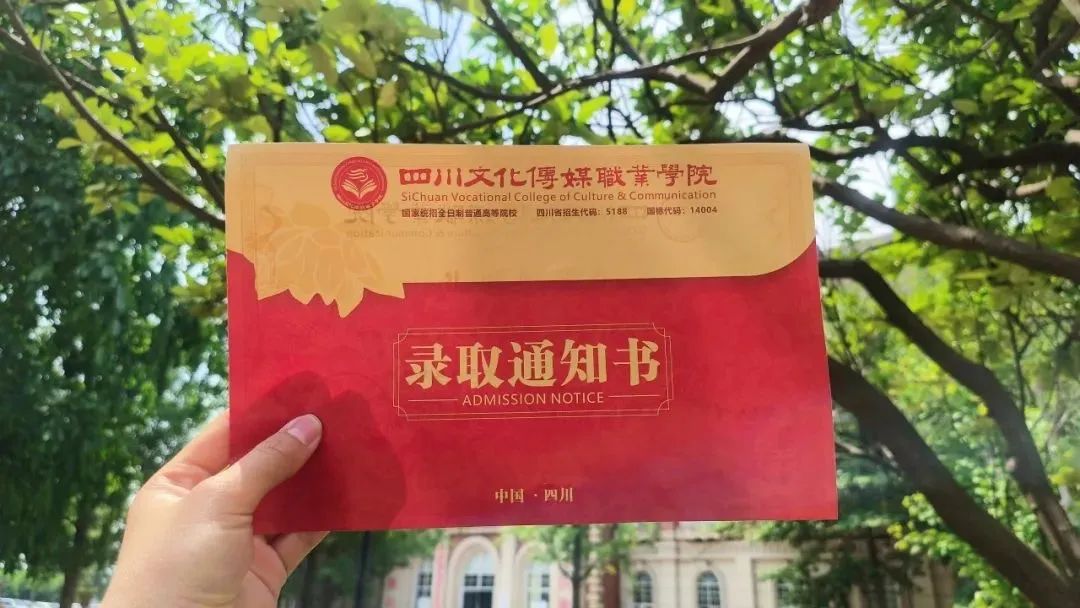 四川文化傳媒職業學院
SiChuan Vocational College of Culture & Communication
国家统招全日制普通高等院校 四川省招生代码：5188 国标代码：14004
录取通知书
ADMISSION NOTICE
中国 · 四川